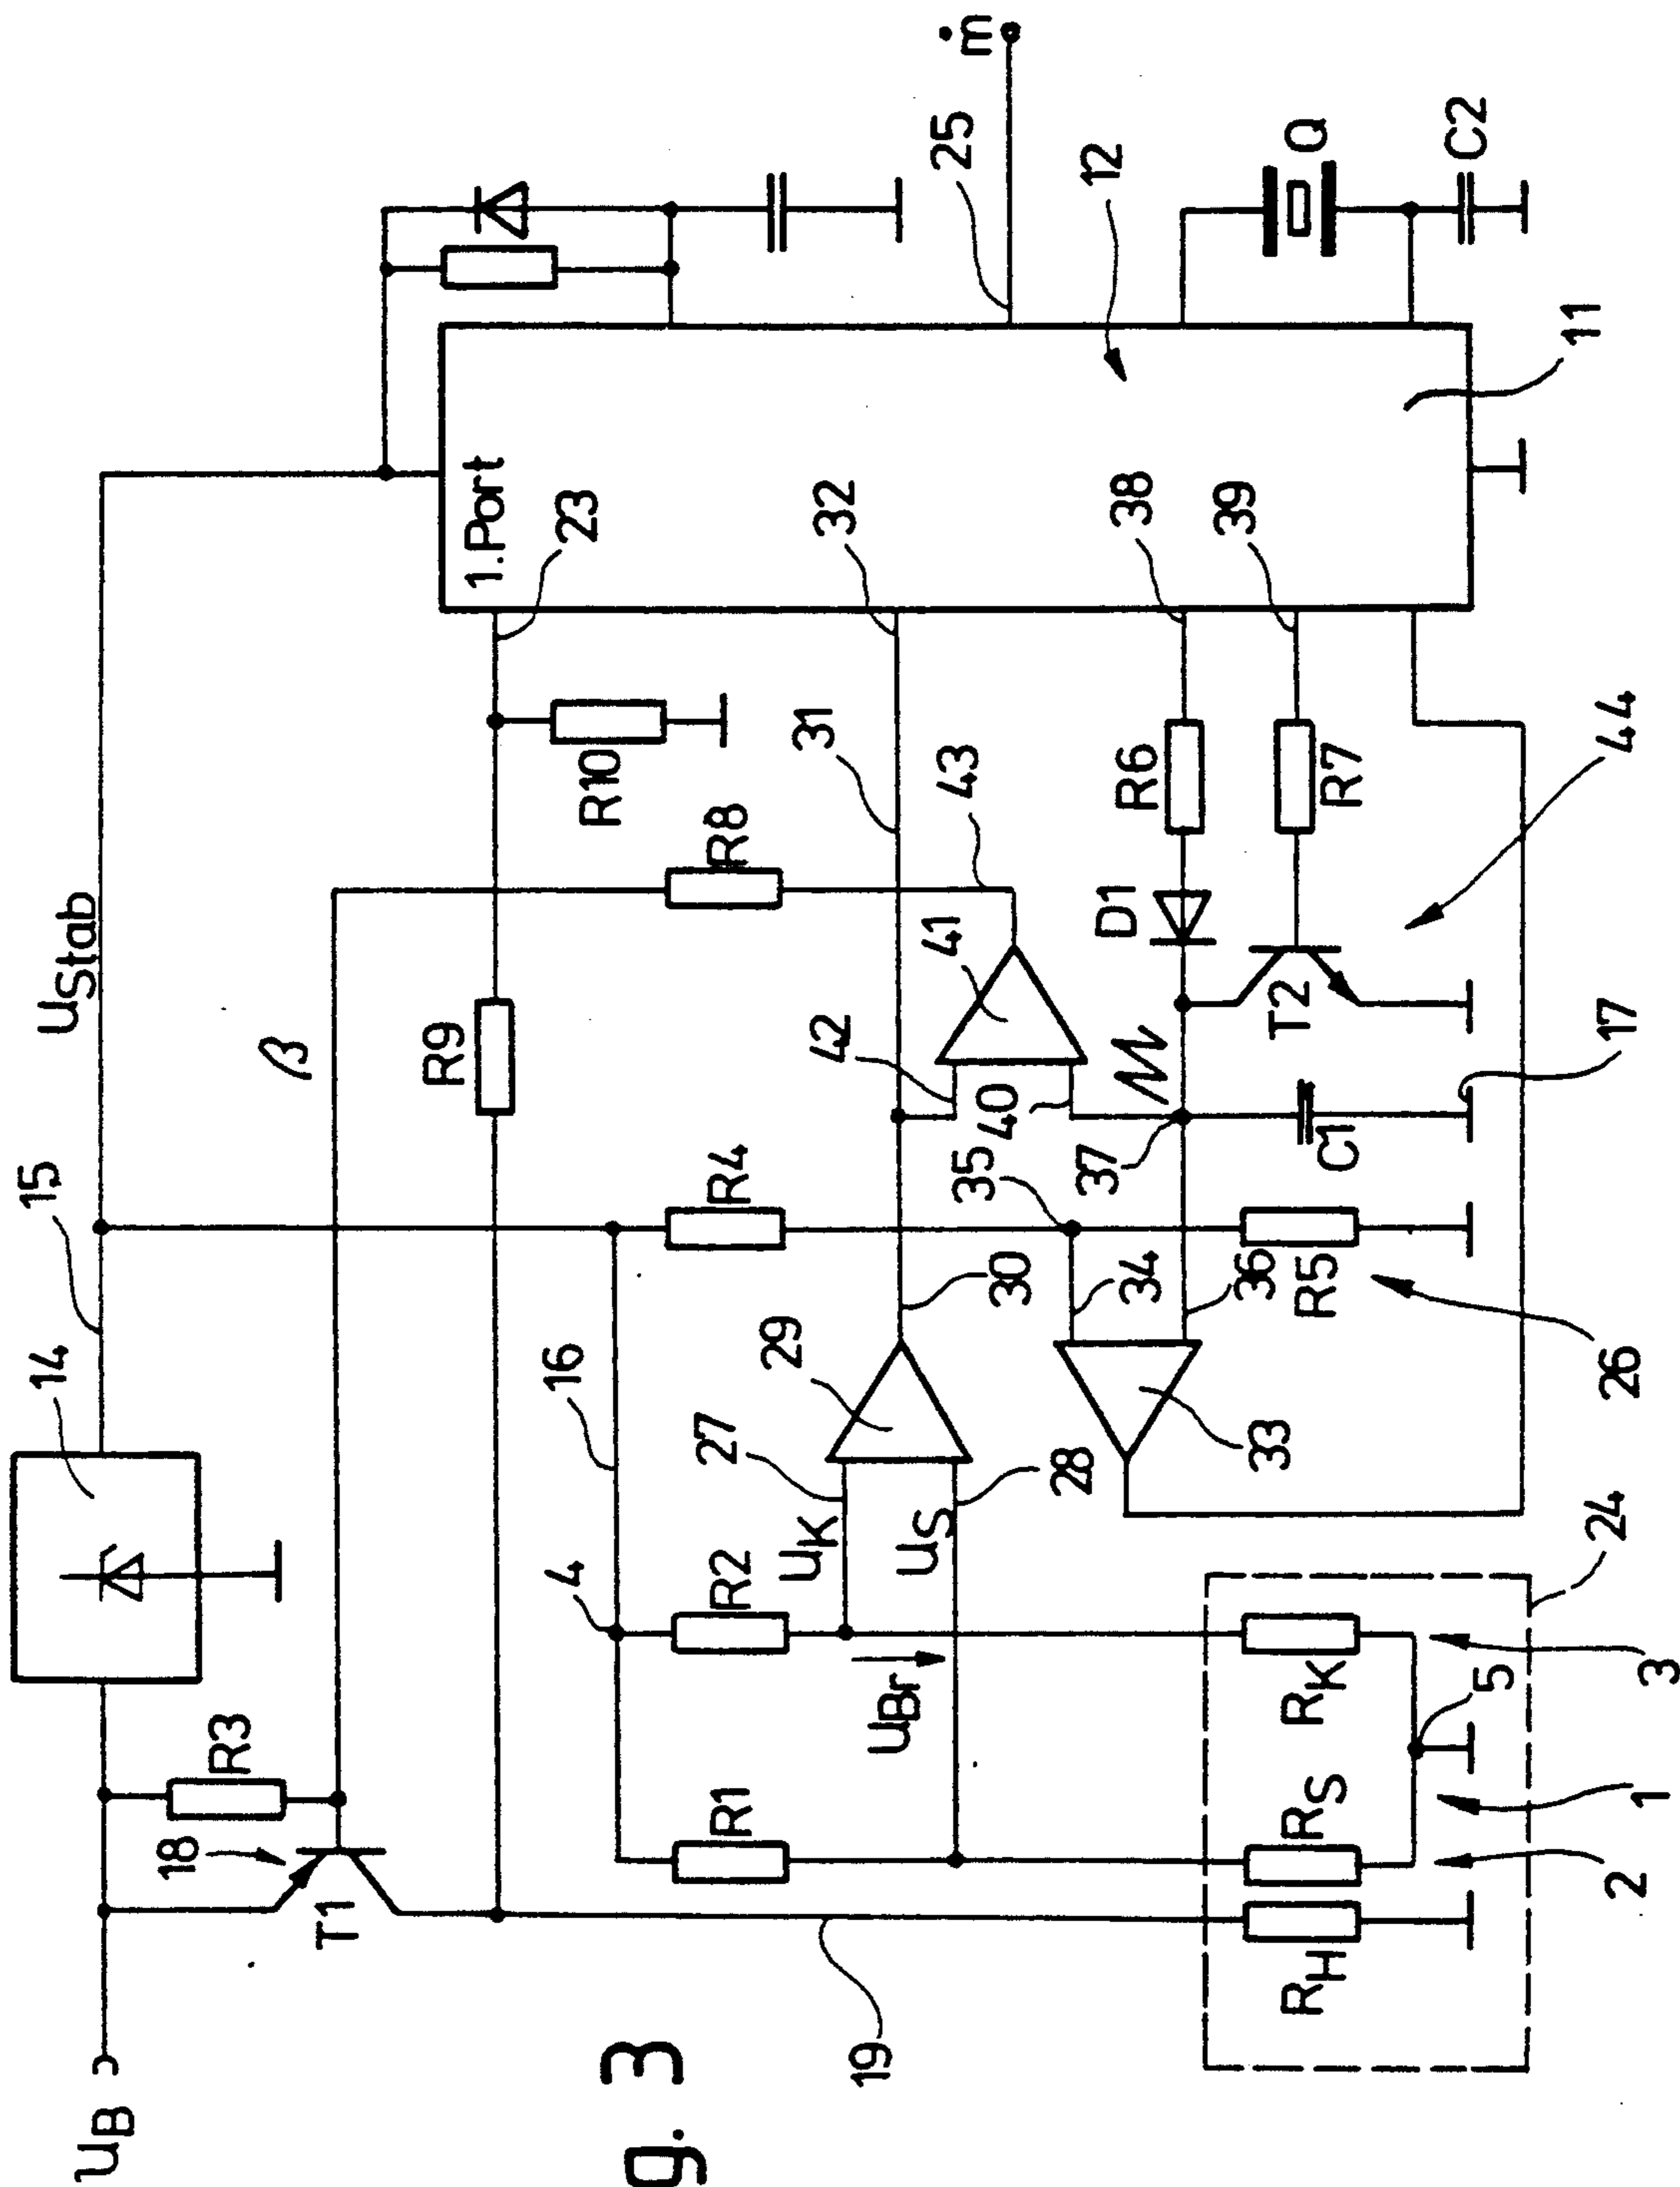 U_B
14
15
U_Stab
18
R3
T1
β
1.Port
23
R9
R10
R8
25
ṁ
4
16
R4
31
32
12
R1
R2
U_K
27
29
30
42
41
43
U_Br
U_S
28
34
35
40
37
D1
R6
38
33
36
R5
C1
T2
R7
39
Q
C2
19
24
26
17
44
11
R_H
R_S
R_K
5
2
1
3
g. 3